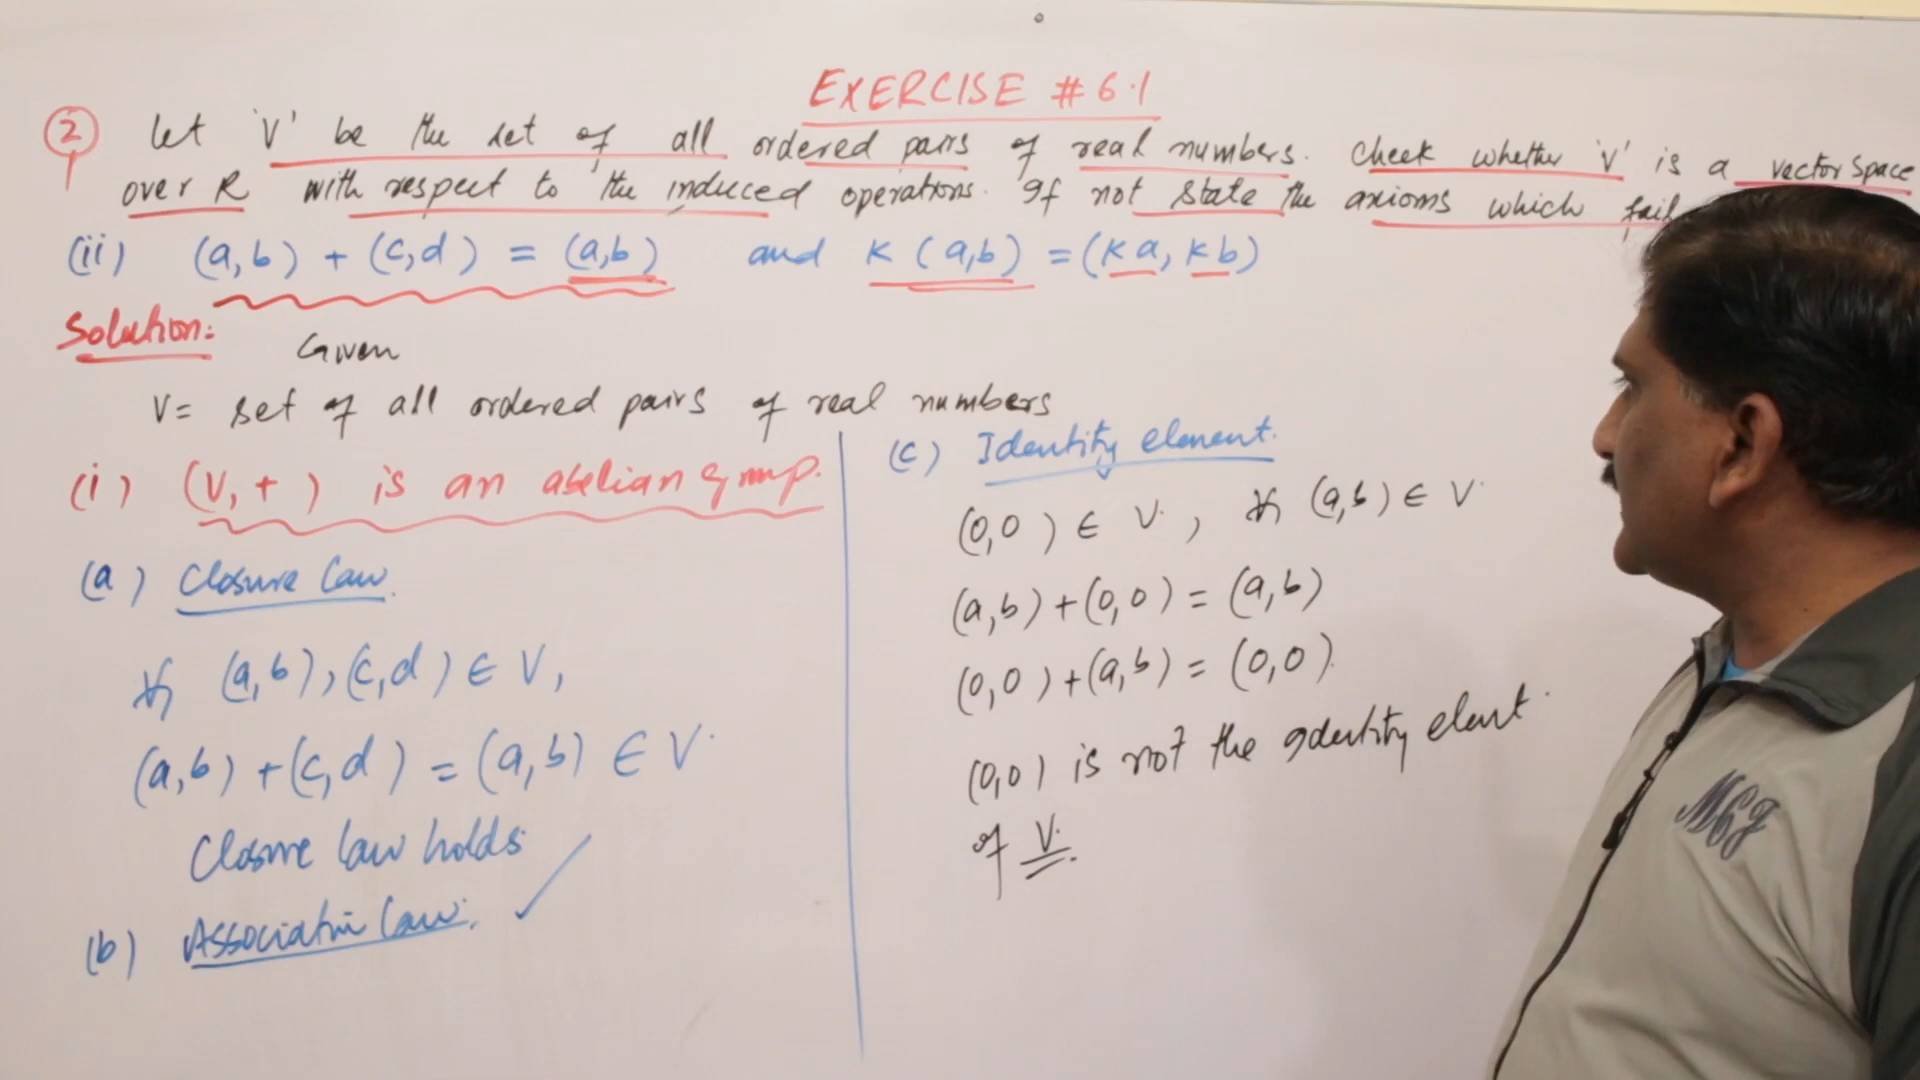 EXERCISE # 6.1
2 Let 'V' be the set of all ordered pairs of real numbers. Check whether 'V' is a vector space
over R with respect to the induced operations. If not state the axioms which fail
(ii) (a,b) + (c,d) = (a,b) and K (a,b) = (Ka, Kb)
Solution:
Given
V = set of all ordered pairs of real numbers
(i) (V, +) is an abelian group.
(a) Closure Law
(a,b), (c,d) ∈ V,
(a,b) + (c,d) = (a,b) ∈ V.
Closure law holds
(b) Associative Law. ✓
(c) Identity element.
(0,0) ∈ V, (a,b) ∈ V.
(a,b) + (0,0) = (a,b)
(0,0) + (a,b) = (0,0).
(0,0) is not the Identity
of V.